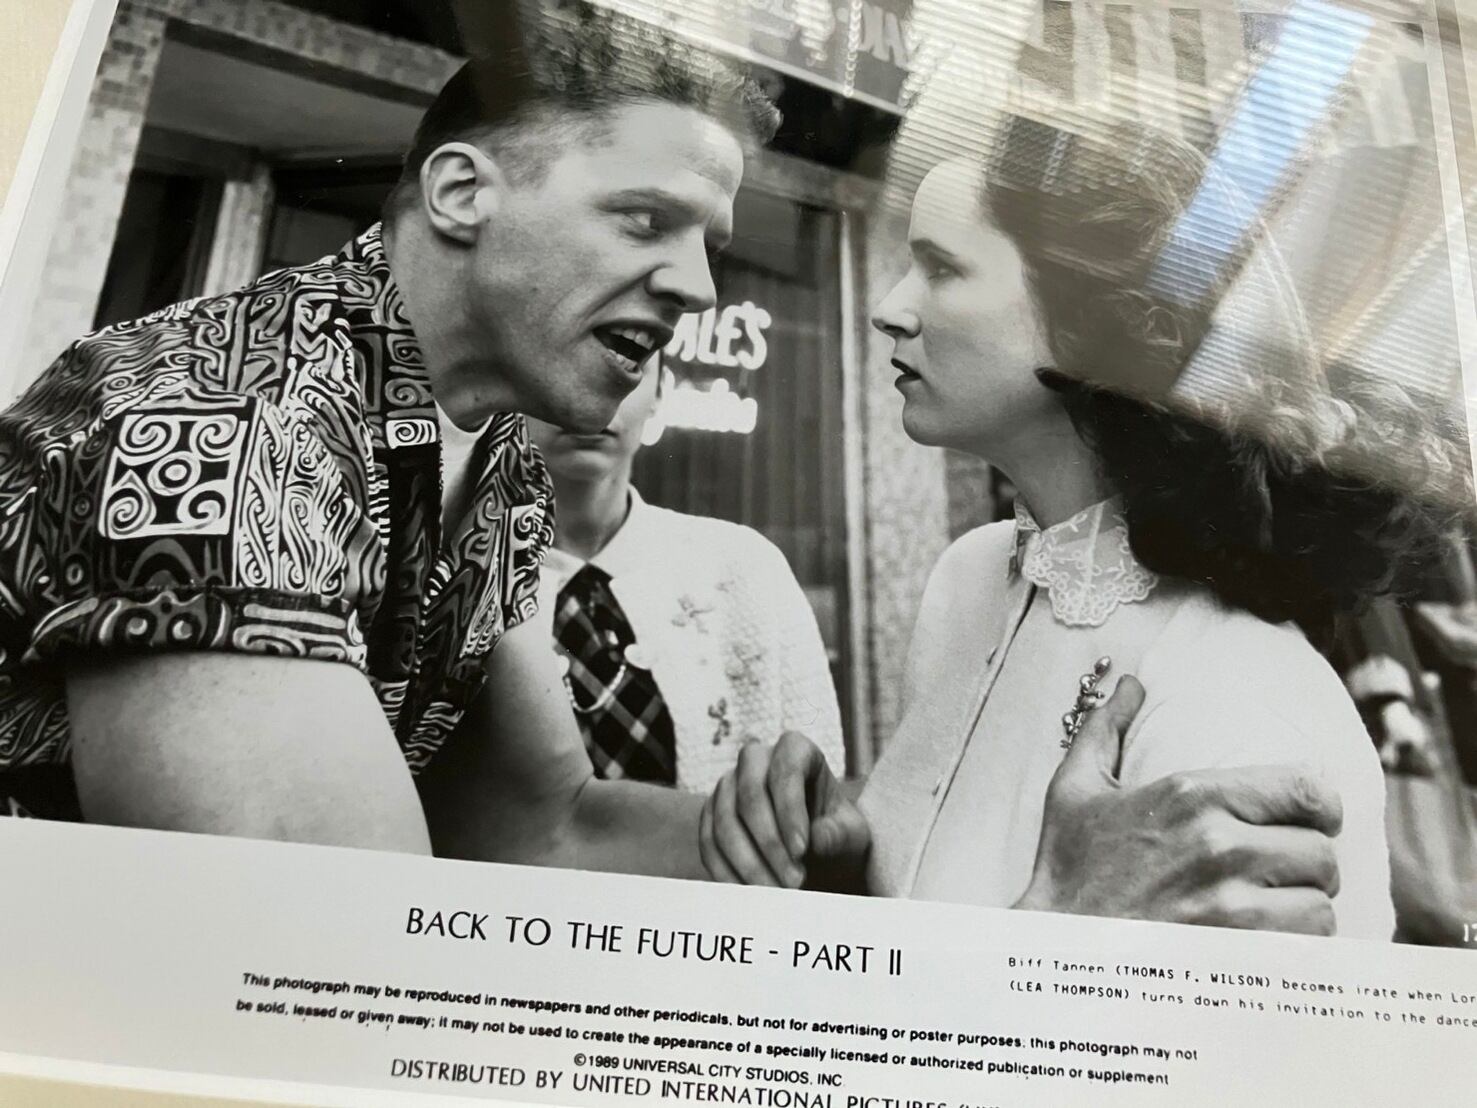 ALE'S
BACK TO THE FUTURE - PART II
Biff Tannen (THOMAS F. WILSON) becomes irate when Lor
(LEA THOMPSON) turns down his invitation to the dance
This photograph may be reproduced in newspapers and other periodicals, but not for advertising or poster purposes; this photograph may not
be sold, leased or given away; it may not be used to create the appearance of a specially licensed or authorized publication or supplement
©1989 UNIVERSAL CITY STUDIOS, INC.
DISTRIBUTED BY UNITED INTERNATIONAL PICTURES